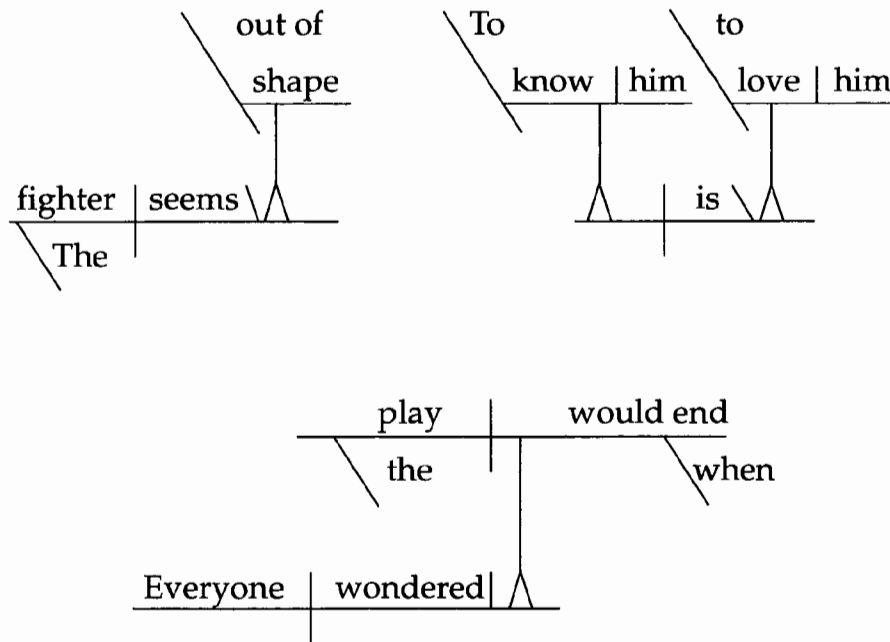 out of To to
shape know him love him
fighter seems is
The
play would end
the when
Everyone wondered